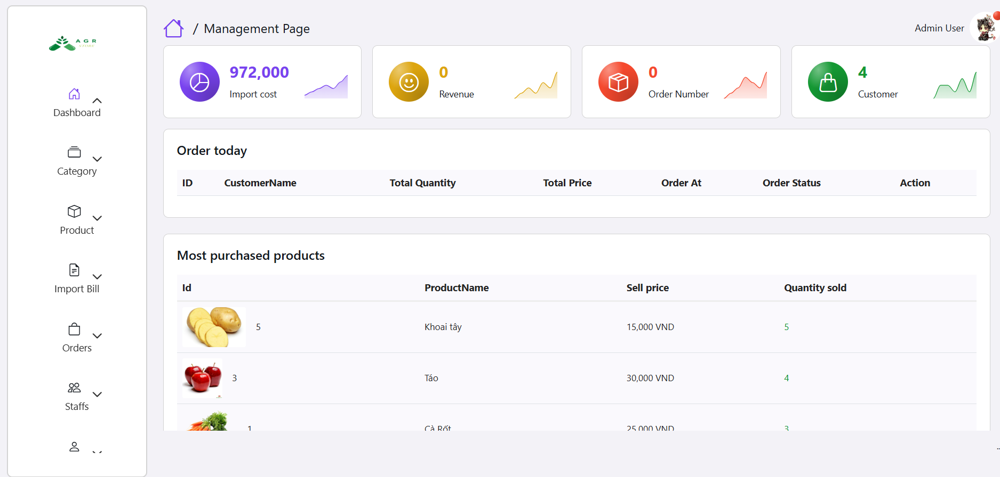 AGR
STORE
/ Management Page
Admin User
Dashboard
Category
Product
Import Bill
Orders
Staffs
972,000
Import cost
0
Revenue
0
Order Number
4
Customer
Order today
ID CustomerName Total Quantity Total Price Order At Order Status Action
Most purchased products
Id ProductName Sell price Quantity sold
5 Khoai tây 15,000 VND 5
3 Táo 30,000 VND 4
1 Cà Rốt 25,000 VND 3
..